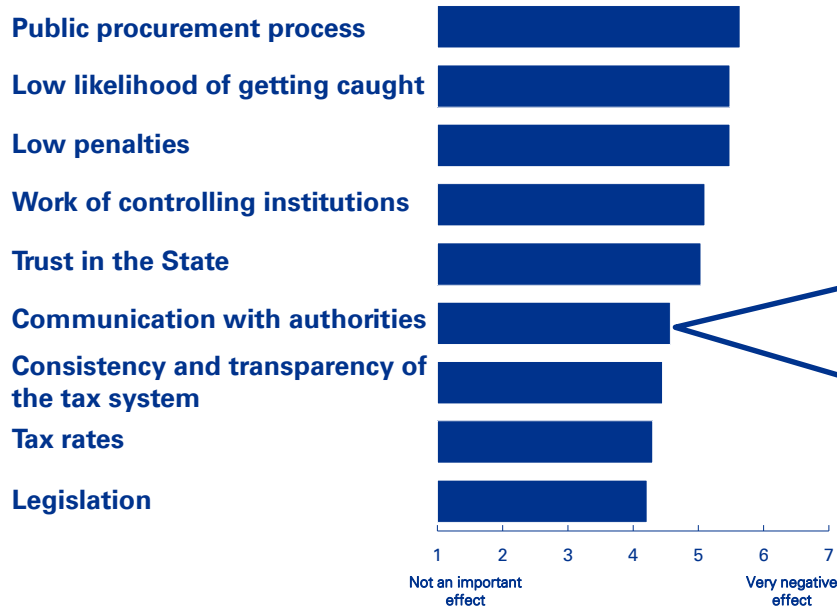 Public procurement process
Low likelihood of getting caught
Low penalties
Work of controlling institutions
Trust in the State
Communication with authorities
Consistency and transparency of
the tax system
Tax rates
Legislation
1 2 3 4 5 6 7
Not an important Very negative
effect effect